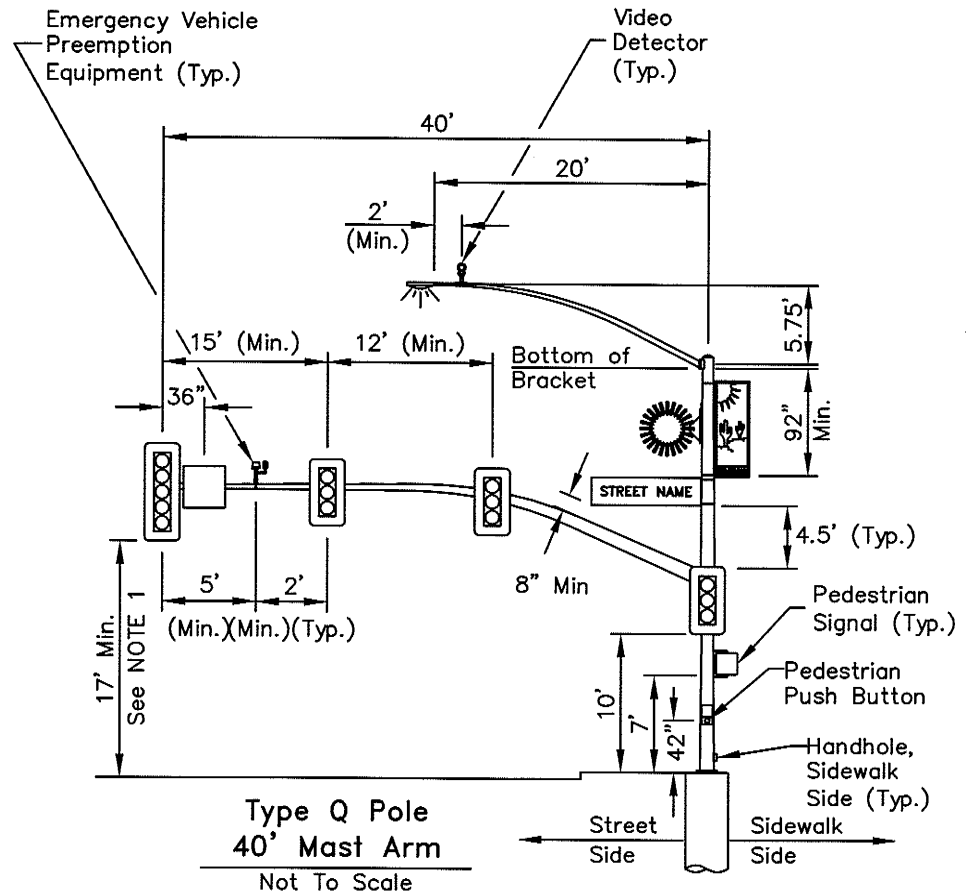 Emergency Vehicle
Preemption
Equipment (Typ.)
Video
Detector
(Typ.)
40'
20'
2'
(Min.)
5.75'
15' (Min.)
12' (Min.)
Bottom of
Bracket
36"
92"
Min.
STREET NAME
4.5' (Typ.)
8" Min
5'
2'
(Min.)(Min.)(Typ.)
17' Min.
See NOTE 1
Pedestrian
Signal (Typ.)
10'
7'
42"
Pedestrian
Push Button
Handhole,
Sidewalk
Side (Typ.)
Type Q Pole
40' Mast Arm
Not To Scale
Street
Side
Sidewalk
Side